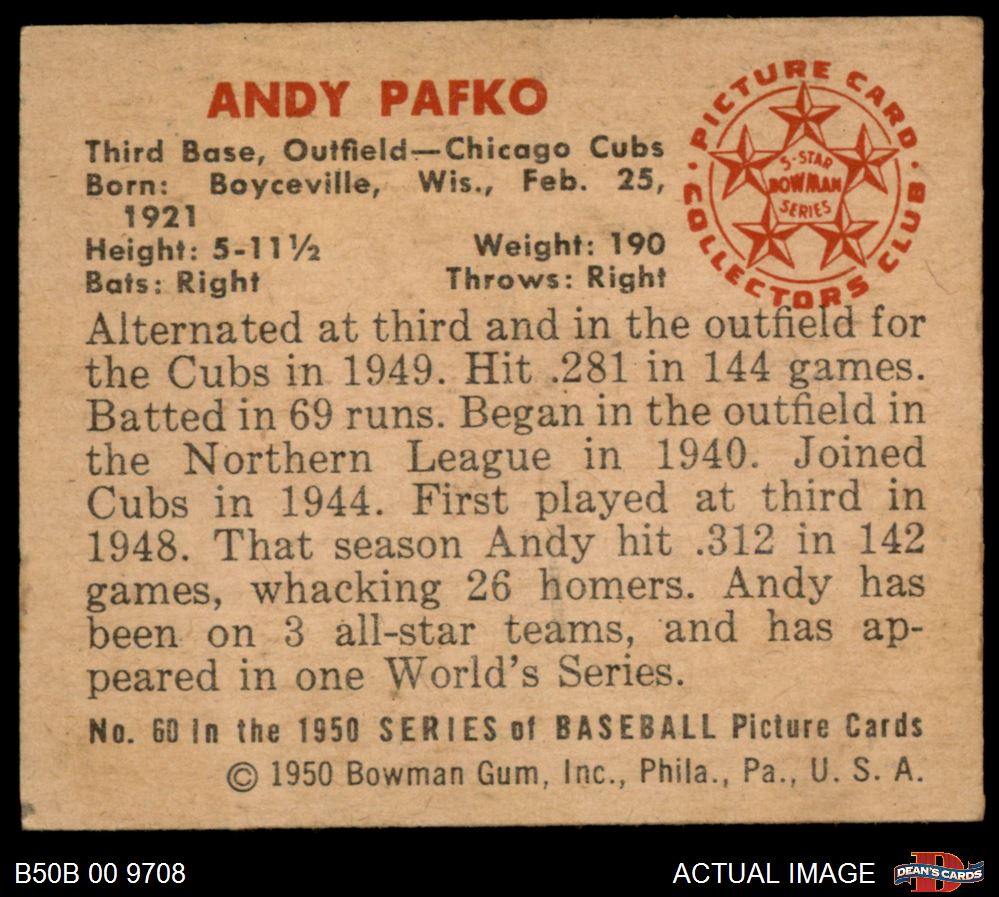 ANDY PAFKO
Third Base, Outfield—Chicago Cubs
Born: Boyceville, Wis., Feb. 25,
1921
Height: 5-11½ Weight: 190
Bats: Right Throws: Right
PICTURE CARD
COLLECTORS CLUB
5-STAR
BOWMAN
SERIES
Alternated at third and in the outfield for
the Cubs in 1949. Hit .281 in 144 games.
Batted in 69 runs. Began in the outfield in
the Northern League in 1940. Joined
Cubs in 1944. First played at third in
1948. That season Andy hit .312 in 142
games, whacking 26 homers. Andy has
been on 3 all-star teams, and has ap-
peared in one World's Series.
No. 60 in the 1950 SERIES of BASEBALL Picture Cards
© 1950 Bowman Gum, Inc., Phila., Pa., U. S. A.
B50B 00 9708 ACTUAL IMAGE
D
DEAN'S CARDS